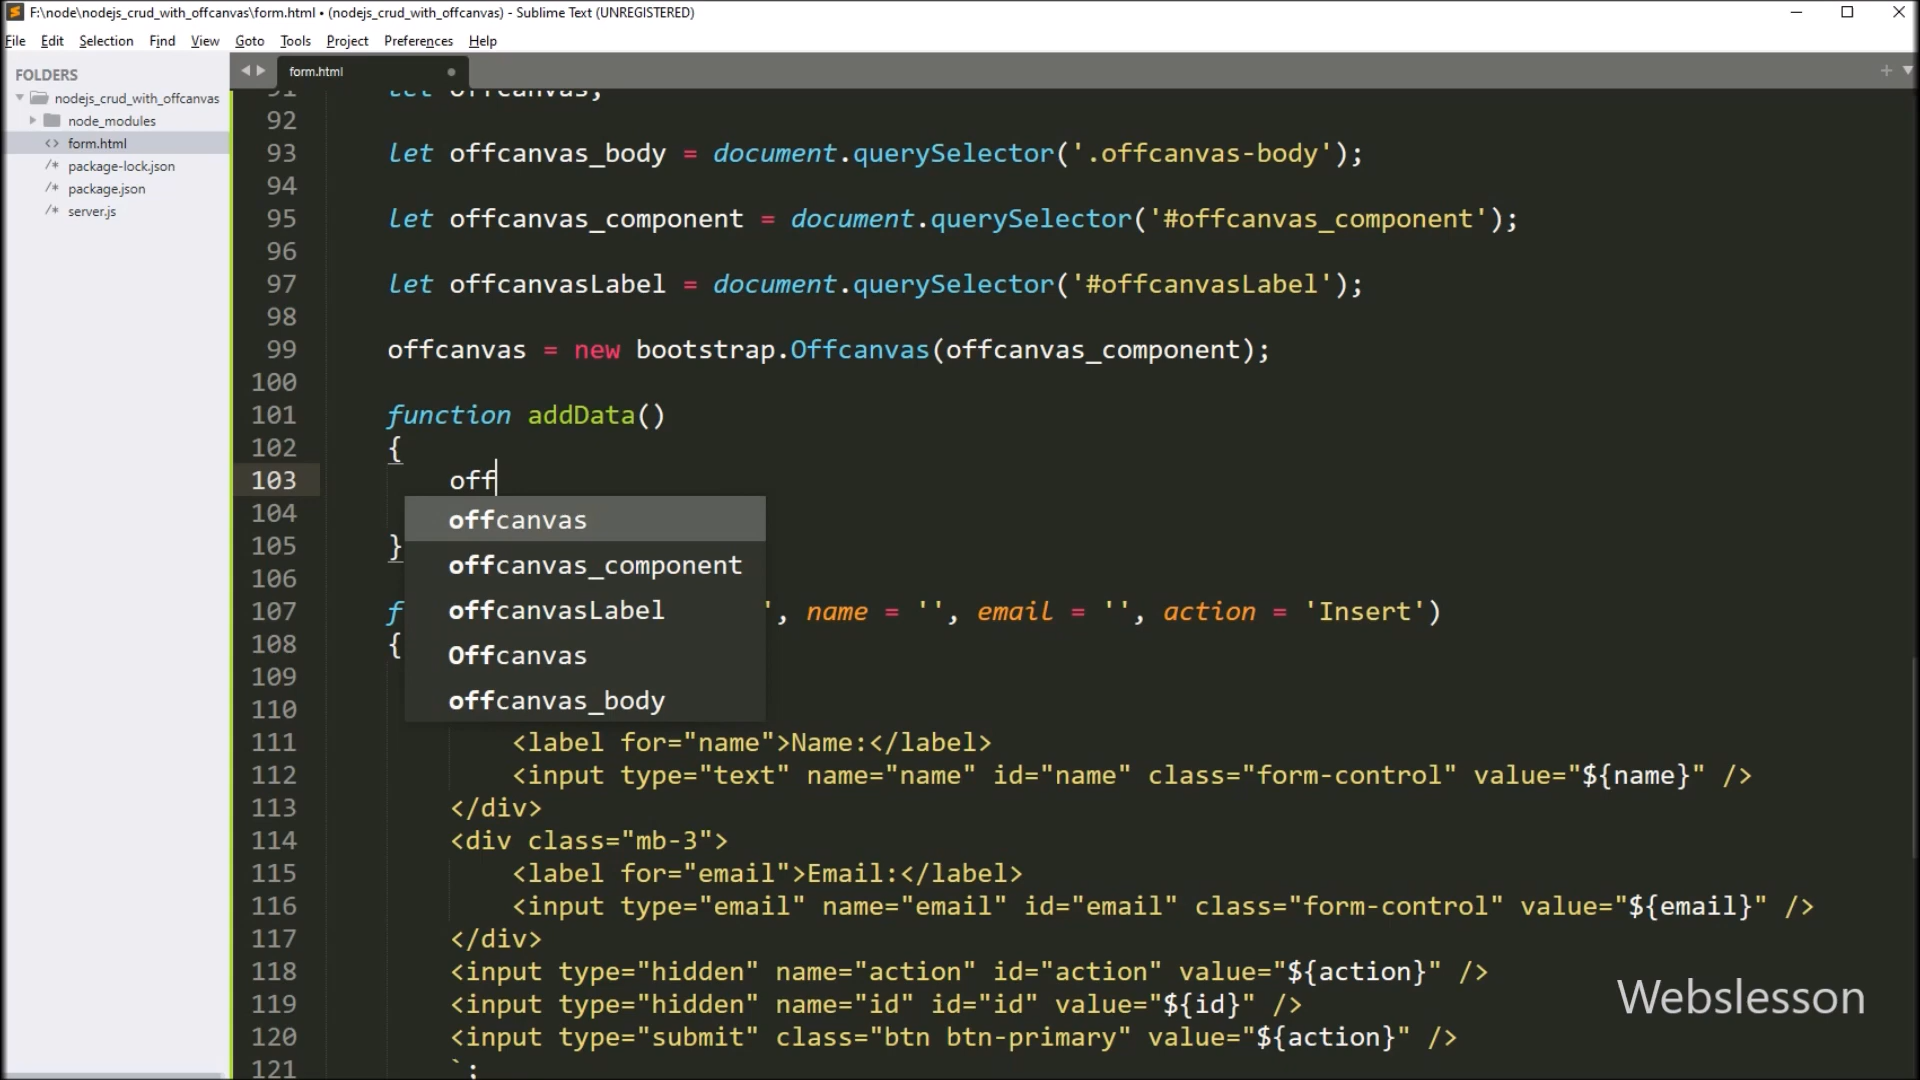 F:\node\nodejs_crud_with_offcanvas\form.html • (nodejs_crud_with_offcanvas) - Sublime Text (UNREGISTERED)
File Edit Selection Find View Goto Tools Project Preferences Help
FOLDERS
nodejs_crud_with_offcanvas
node_modules
<> form.html
/* package-lock.json
/* package.json
/* server.js
form.html
91 let offcanvas;
92
93 let offcanvas_body = document.querySelector('.offcanvas-body');
94
95 let offcanvas_component = document.querySelector('#offcanvas_component');
96
97 let offcanvasLabel = document.querySelector('#offcanvasLabel');
98
99 offcanvas = new bootstrap.Offcanvas(offcanvas_component);
100
101 function addData()
102 {
103 off
offcanvas
offcanvas_component
offcanvasLabel
Offcanvas
offcanvas_body
104
105 }
106
107 f ', name = '', email = '', action = 'Insert')
108 {
109
110
111 <label for="name">Name:</label>
112 <input type="text" name="name" id="name" class="form-control" value="${name}" />
113 </div>
114 <div class="mb-3">
115 <label for="email">Email:</label>
116 <input type="email" name="email" id="email" class="form-control" value="${email}" />
117 </div>
118 <input type="hidden" name="action" id="action" value="${action}" />
119 <input type="hidden" name="id" id="id" value="${id}" />
120 <input type="submit" class="btn btn-primary" value="${action}" />
121 `;
Webslesson